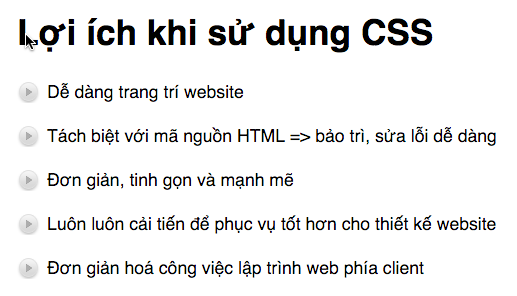 Lợi ích khi sử dụng CSS
Dễ dàng trang trí website
Tách biệt với mã nguồn HTML => bảo trì, sửa lỗi dễ dàng
Đơn giản, tinh gọn và mạnh mẽ
Luôn luôn cải tiến để phục vụ tốt hơn cho thiết kế website
Đơn giản hoá công việc lập trình web phía client